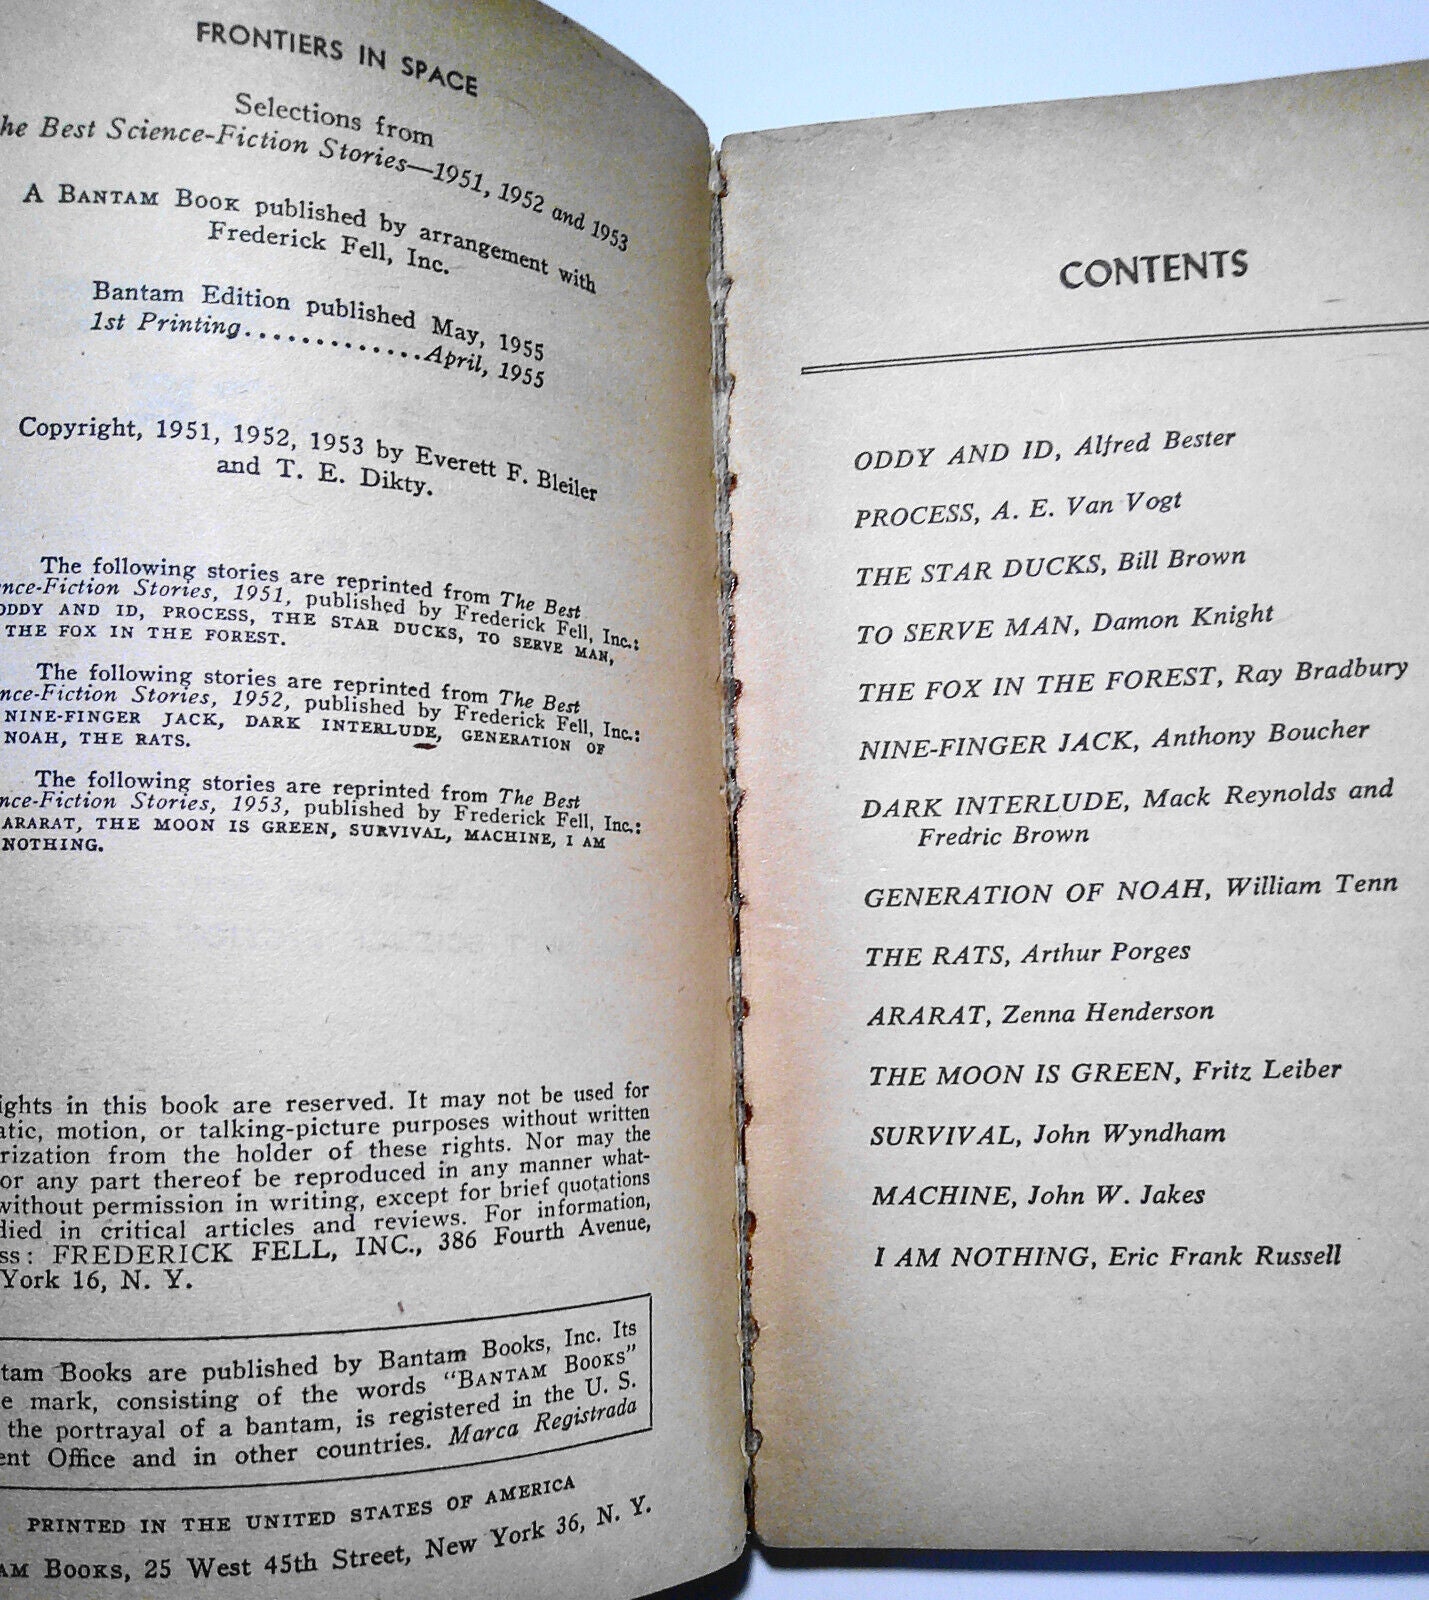 FRONTIERS IN SPACE
Selections from
he Best Science-Fiction Stories—1951, 1952 and 1953
A BANTAM BOOK published by arrangement with
Frederick Fell, Inc.
Bantam Edition published May, 1955
1st Printing.............April, 1955
Copyright, 1951, 1952, 1953 by Everett F. Bleiler
and T. E. Dikty.
The following stories are reprinted from The Best
ence-Fiction Stories, 1951, published by Frederick Fell, Inc.:
ODDY AND ID, PROCESS, THE STAR DUCKS, TO SERVE MAN,
THE FOX IN THE FOREST.
The following stories are reprinted from The Best
ence-Fiction Stories, 1952, published by Frederick Fell, Inc.:
NINE-FINGER JACK, DARK INTERLUDE, GENERATION OF
NOAH, THE RATS.
The following stories are reprinted from The Best
ence-Fiction Stories, 1953, published by Frederick Fell, Inc.:
ARARAT, THE MOON IS GREEN, SURVIVAL, MACHINE, I AM
NOTHING.
ights in this book are reserved. It may not be used for
atic, motion, or talking-picture purposes without written
rization from the holder of these rights. Nor may the
or any part thereof be reproduced in any manner what-
without permission in writing, except for brief quotations
died in critical articles and reviews. For information,
ss: FREDERICK FELL, INC., 386 Fourth Avenue,
York 16, N. Y.
tam Books are published by Bantam Books, Inc. Its
e mark, consisting of the words "BANTAM BOOKS"
the portrayal of a bantam, is registered in the U. S.
ent Office and in other countries. Marca Registrada
PRINTED IN THE UNITED STATES OF AMERICA
AM BOOKS, 25 West 45th Street, New York 36, N. Y.
CONTENTS
ODDY AND ID, Alfred Bester
PROCESS, A. E. Van Vogt
THE STAR DUCKS, Bill Brown
TO SERVE MAN, Damon Knight
THE FOX IN THE FOREST, Ray Bradbury
NINE-FINGER JACK, Anthony Boucher
DARK INTERLUDE, Mack Reynolds and
Fredric Brown
GENERATION OF NOAH, William Tenn
THE RATS, Arthur Porges
ARARAT, Zenna Henderson
THE MOON IS GREEN, Fritz Leiber
SURVIVAL, John Wyndham
MACHINE, John W. Jakes
I AM NOTHING, Eric Frank Russell